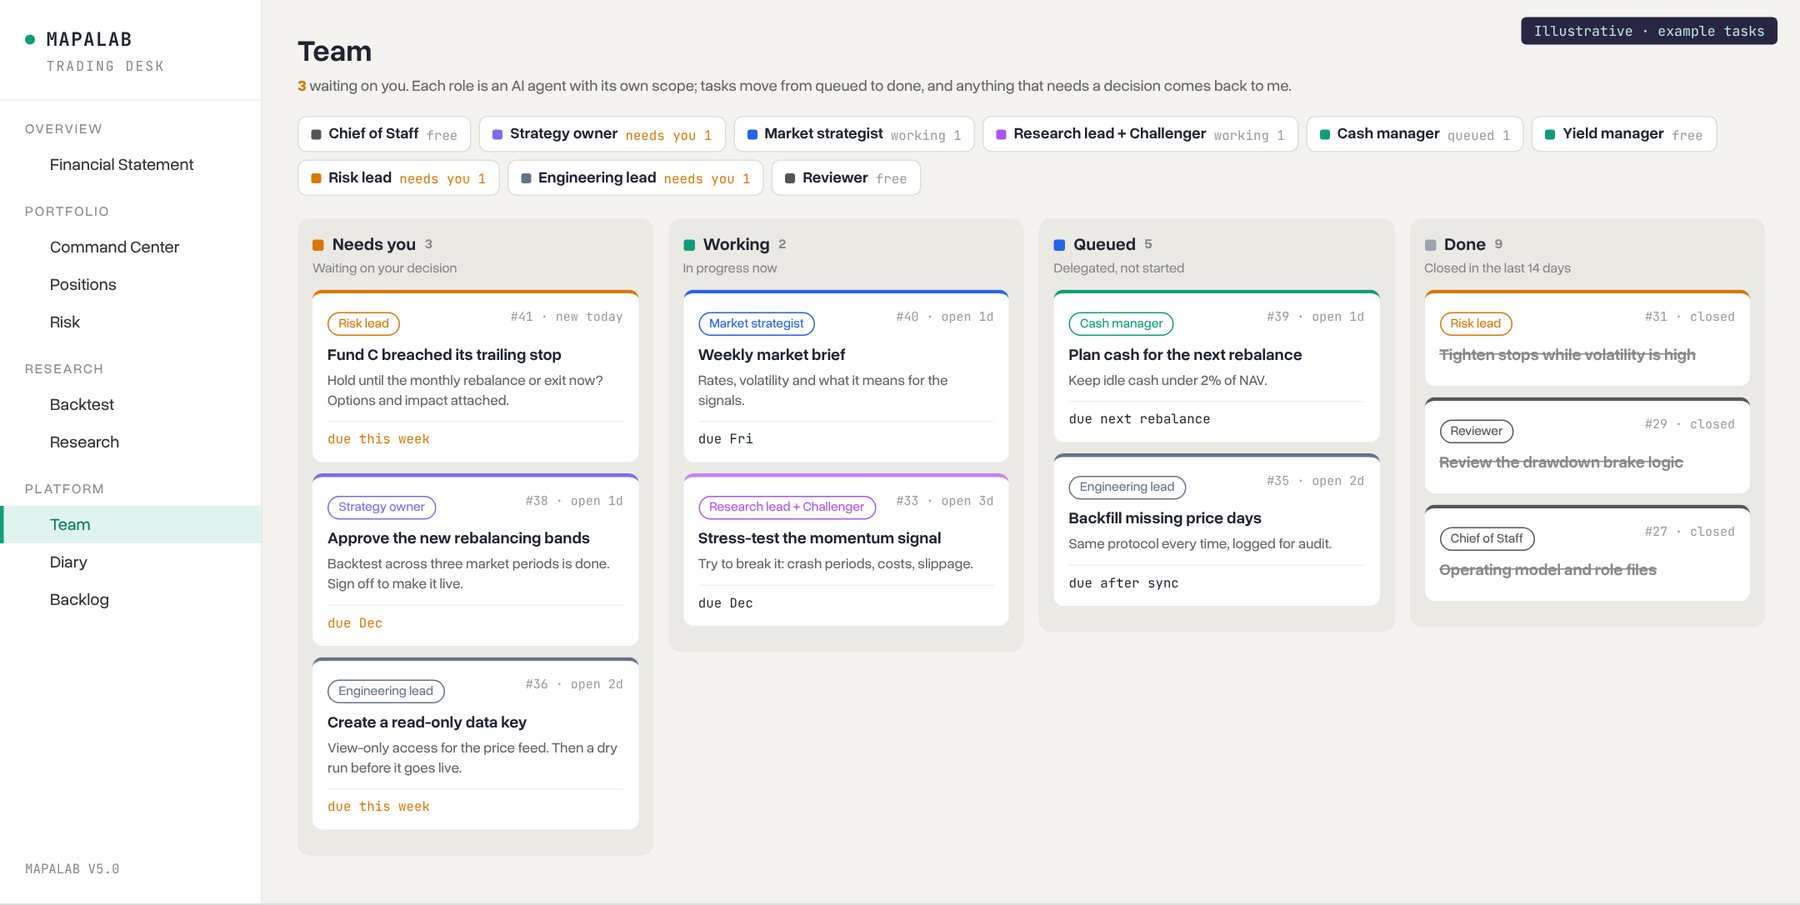 MAPALAB
TRADING DESK
OVERVIEW
Financial Statement
PORTFOLIO
Command Center
Positions
Risk
RESEARCH
Backtest
Research
PLATFORM
Team
Diary
Backlog
MAPALAB V5.0
Illustrative · example tasks
Team
3 waiting on you. Each role is an AI agent with its own scope; tasks move from queued to done, and anything that needs a decision comes back to me.
Chief of Staff free
Strategy owner needs you 1
Market strategist working 1
Research lead + Challenger working 1
Cash manager queued 1
Yield manager free
Risk lead needs you 1
Engineering lead needs you 1
Reviewer free
Needs you 3
Waiting on your decision
Risk lead
#41 · new today
Fund C breached its trailing stop
Hold until the monthly rebalance or exit now?
Options and impact attached.
due this week
Strategy owner
#38 · open 1d
Approve the new rebalancing bands
Backtest across three market periods is done.
Sign off to make it live.
due Dec
Engineering lead
#36 · open 2d
Create a read-only data key
View-only access for the price feed. Then a dry
run before it goes live.
due this week
Working 2
In progress now
Market strategist
#40 · open 1d
Weekly market brief
Rates, volatility and what it means for the
signals.
due Fri
Research lead + Challenger
#33 · open 3d
Stress-test the momentum signal
Try to break it: crash periods, costs, slippage.
due Dec
Queued 5
Delegated, not started
Cash manager
#39 · open 1d
Plan cash for the next rebalance
Keep idle cash under 2% of NAV.
due next rebalance
Engineering lead
#35 · open 2d
Backfill missing price days
Same protocol every time, logged for audit.
due after sync
Done 9
Closed in the last 14 days
Risk lead
#31 · closed
Tighten stops while volatility is high
Reviewer
#29 · closed
Review the drawdown brake logic
Chief of Staff
#27 · closed
Operating model and role files